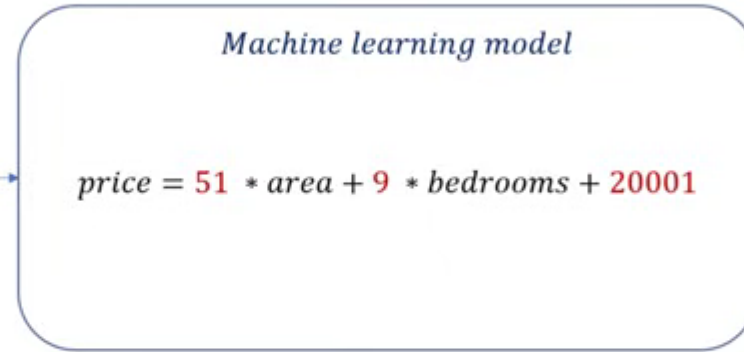 Machine learning model
price = 51 * area + 9 * bedrooms + 20001